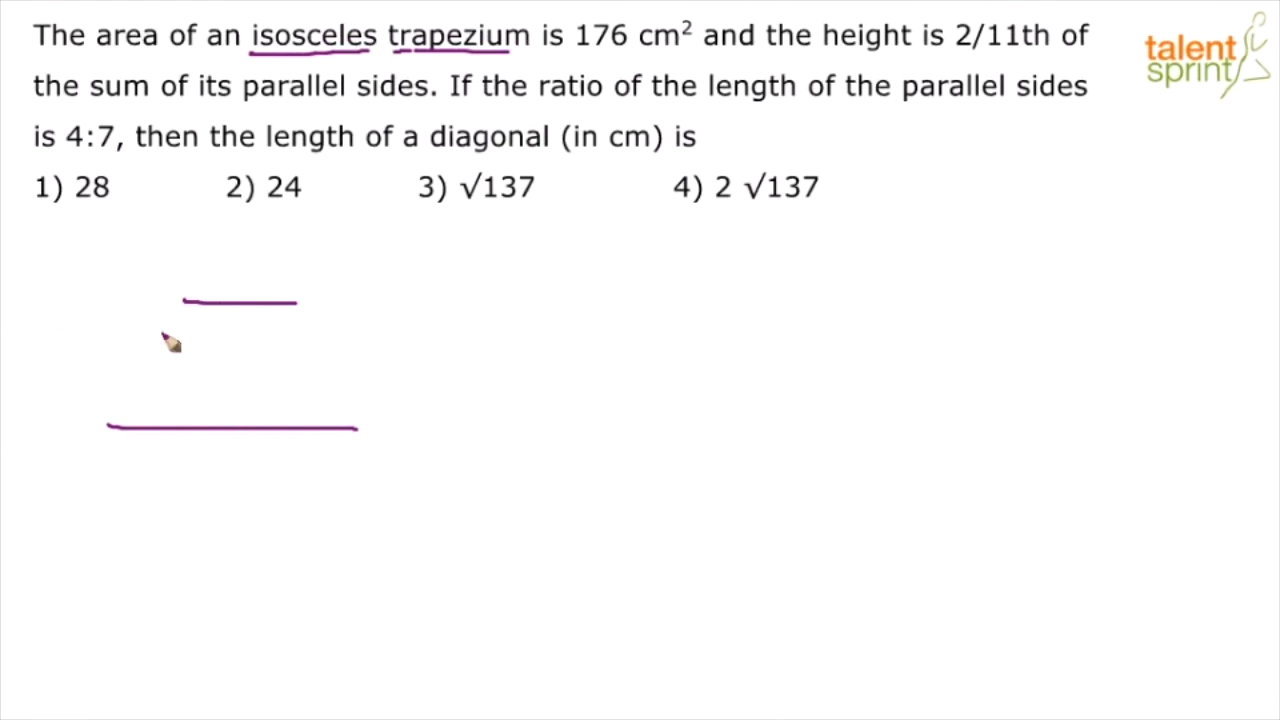 The area of an isosceles trapezium is 176 cm² and the height is 2/11th of
the sum of its parallel sides. If the ratio of the length of the parallel sides
is 4:7, then the length of a diagonal (in cm) is
1) 28 2) 24 3) √137 4) 2 √137
talent
sprint